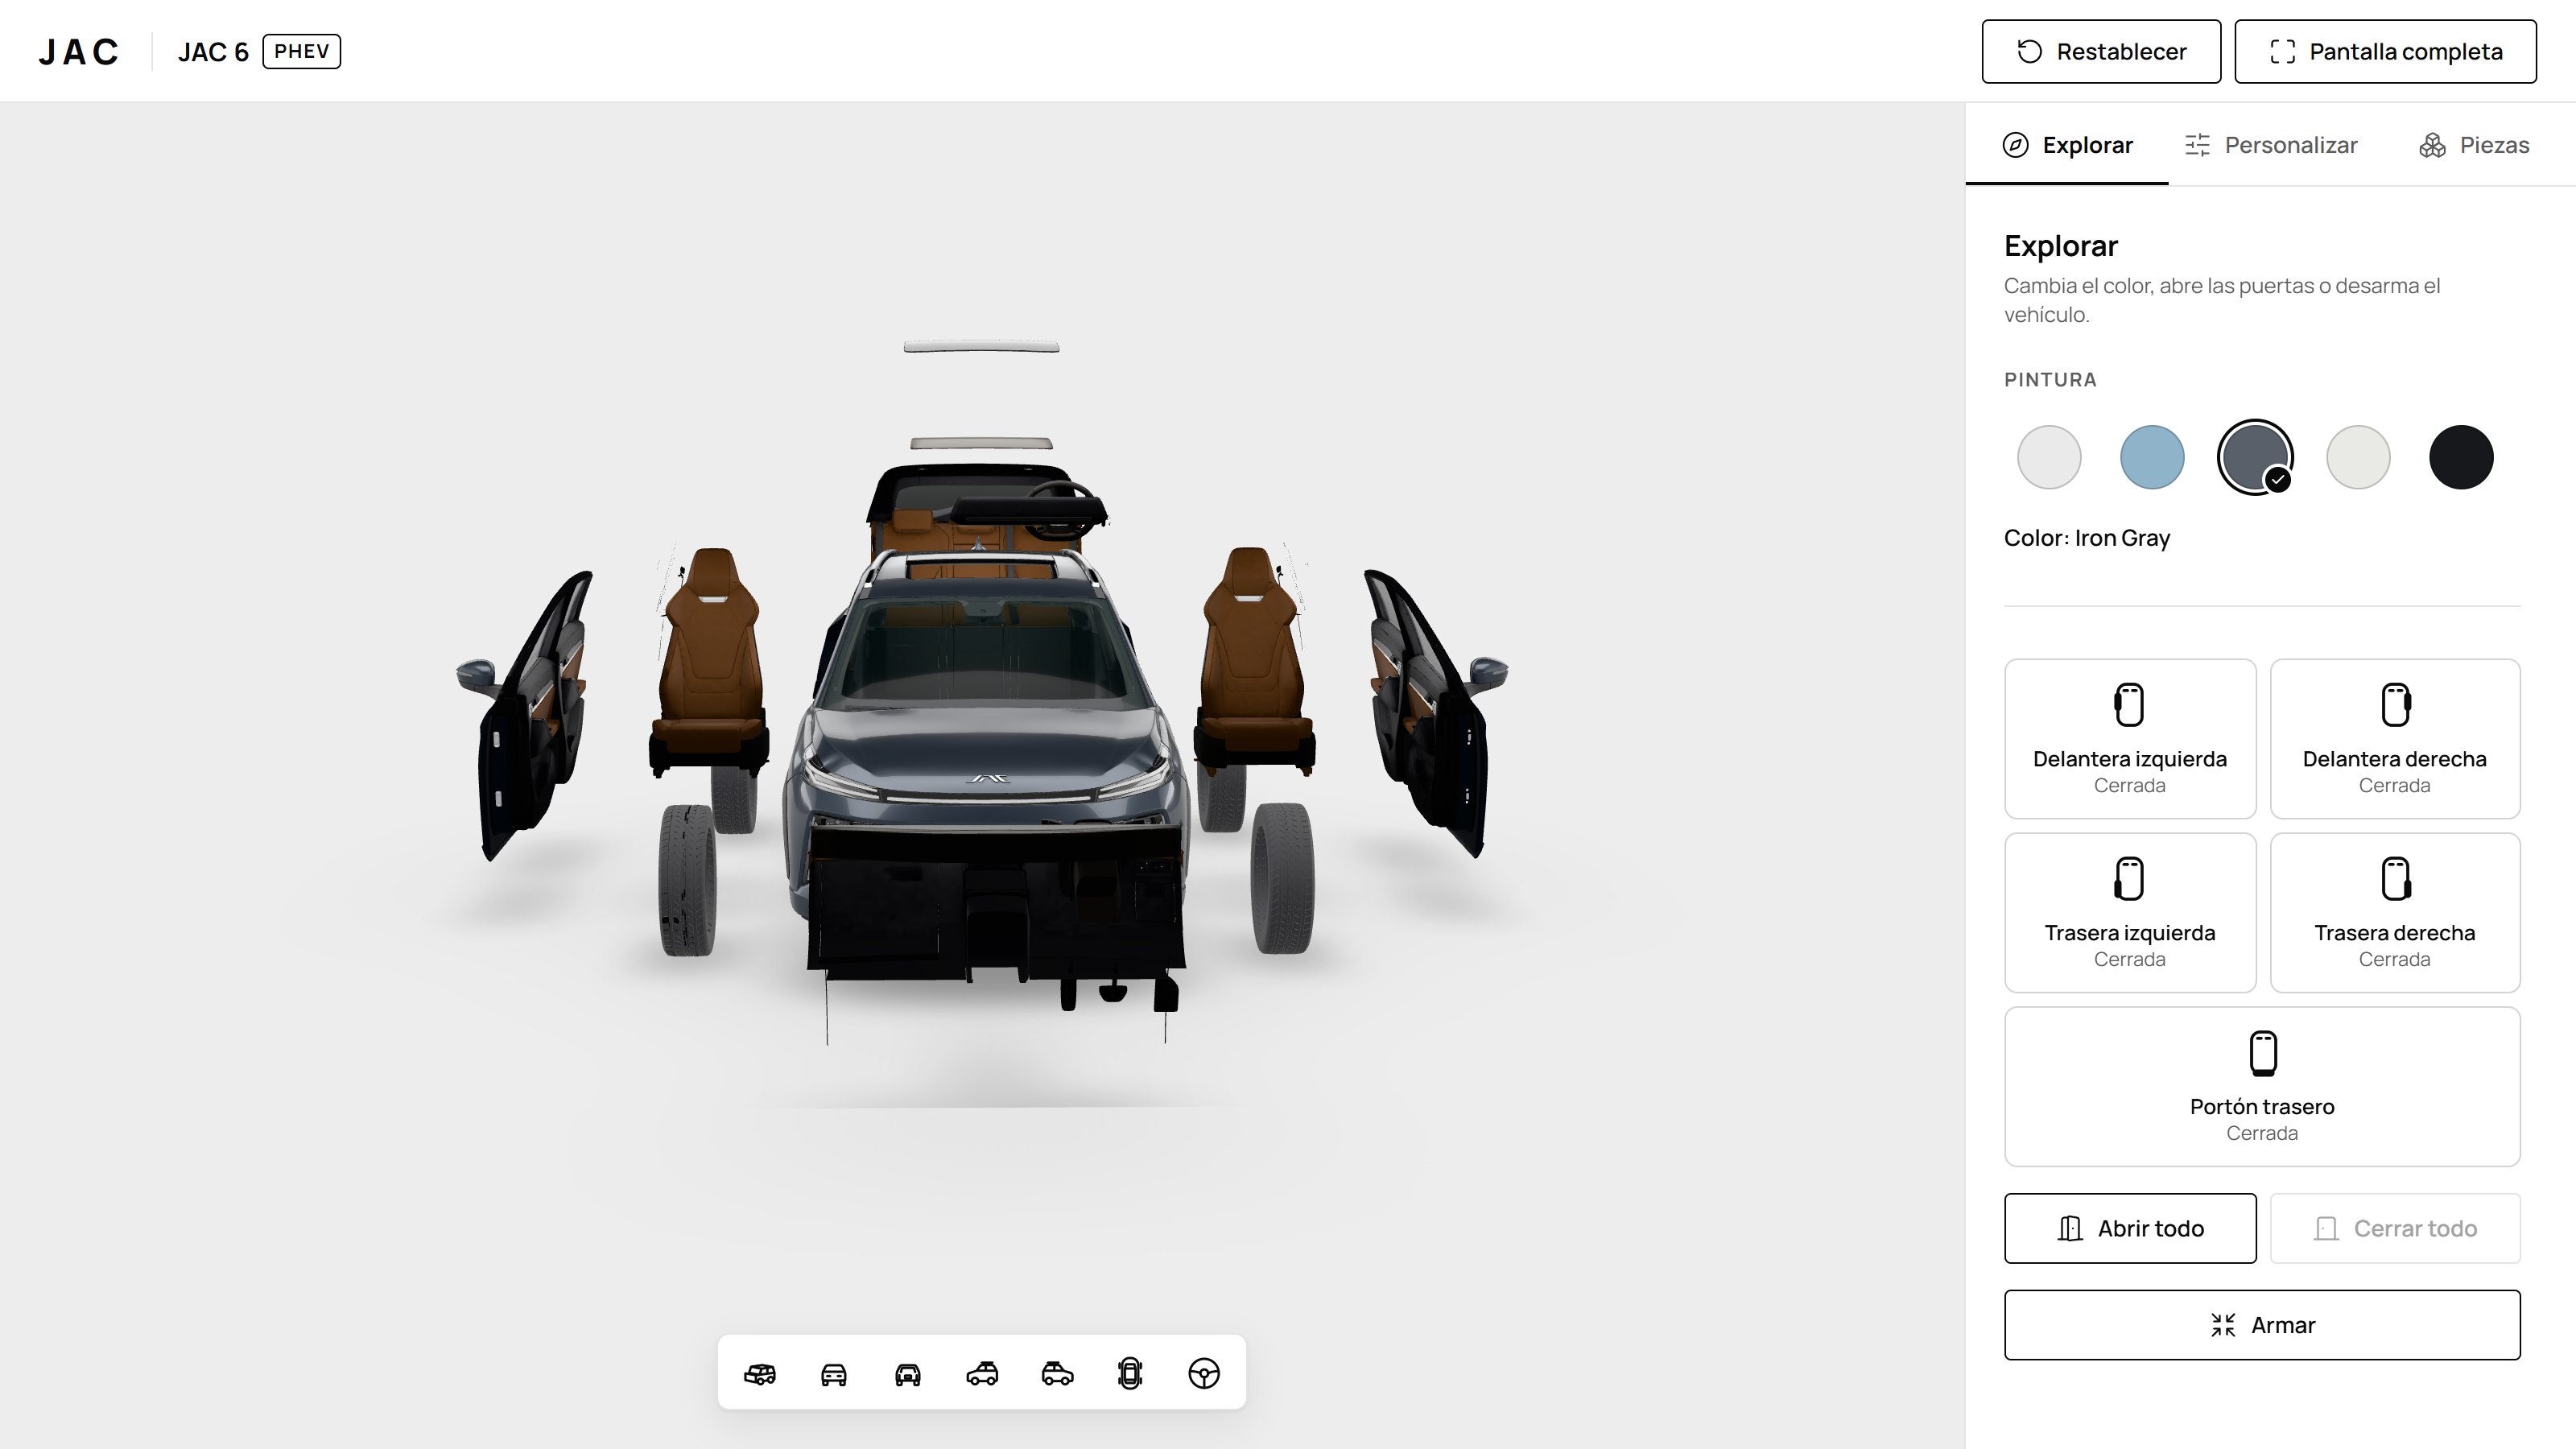 JAC
JAC 6 PHEV
Restablecer
Pantalla completa
Explorar
Personalizar
Piezas
Explorar
Cambia el color, abre las puertas o desarma el
vehículo.
PINTURA
Color: Iron Gray
Delantera izquierda
Cerrada
Delantera derecha
Cerrada
Trasera izquierda
Cerrada
Trasera derecha
Cerrada
Portón trasero
Cerrada
Abrir todo
Cerrar todo
Armar